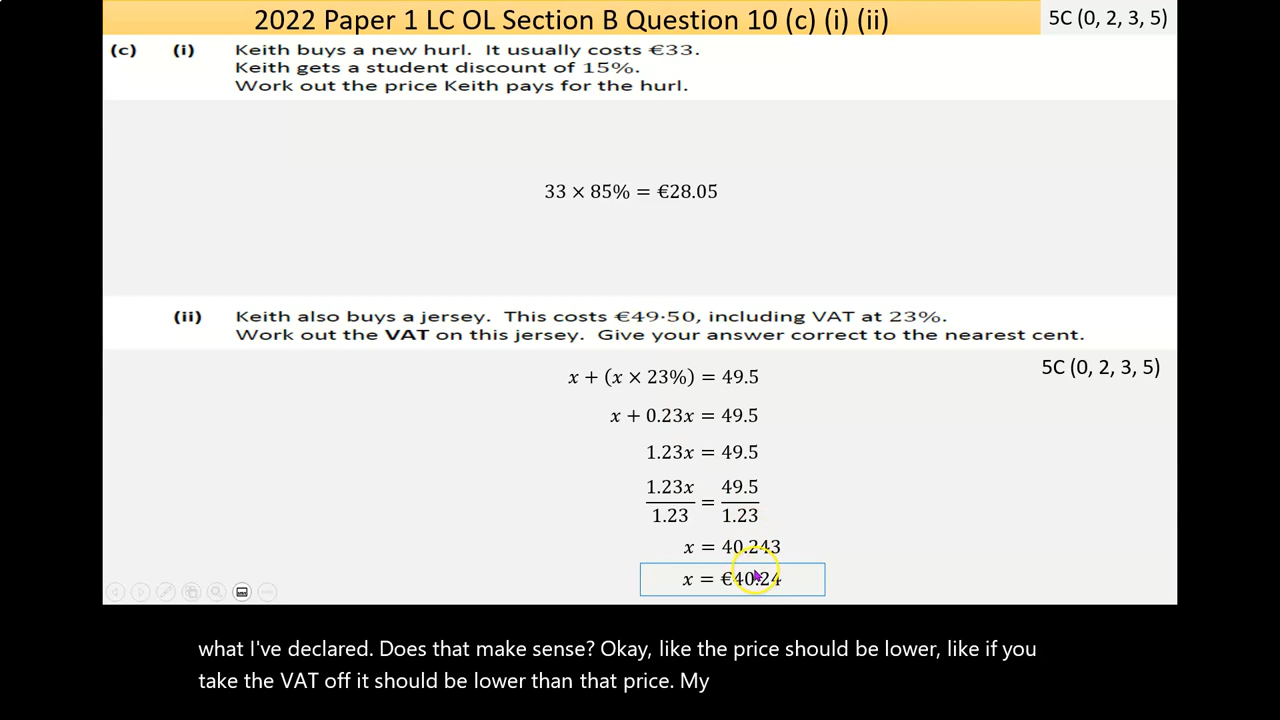 2022 Paper 1 LC OL Section B Question 10 (c) (i) (ii)
5C (0, 2, 3, 5)
(c) (i) Keith buys a new hurl. It usually costs €33.
Keith gets a student discount of 15%.
Work out the price Keith pays for the hurl.
33 × 85% = €28.05
(ii) Keith also buys a jersey. This costs €49·50, including VAT at 23%.
Work out the VAT on this jersey. Give your answer correct to the nearest cent.
5C (0, 2, 3, 5)
x + (x × 23%) = 49.5
x + 0.23x = 49.5
1.23x = 49.5
1.23x/1.23 = 49.5/1.23
x = 40.243
x = €40.24
what I've declared. Does that make sense? Okay, like the price should be lower, like if you
take the VAT off it should be lower than that price. My